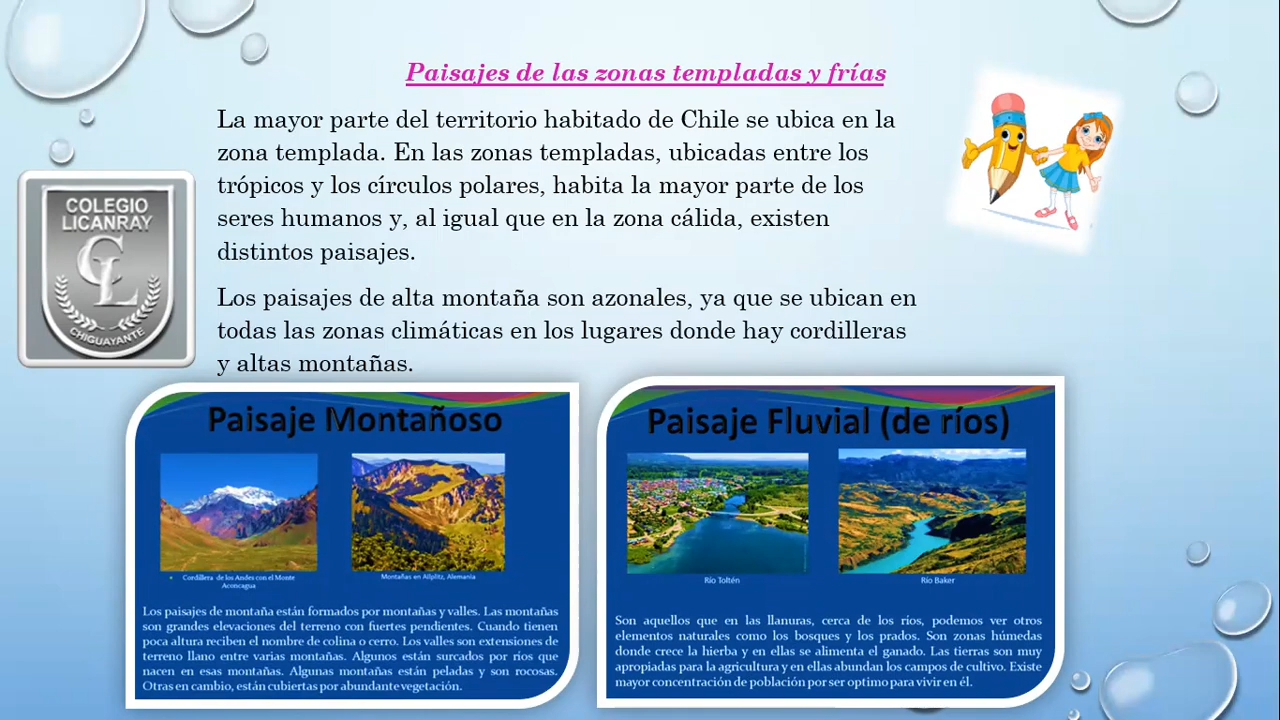 Paisajes de las zonas templadas y frías
La mayor parte del territorio habitado de Chile se ubica en la
zona templada. En las zonas templadas, ubicadas entre los
trópicos y los círculos polares, habita la mayor parte de los
seres humanos y, al igual que en la zona cálida, existen
distintos paisajes.
Los paisajes de alta montaña son azonales, ya que se ubican en
todas las zonas climáticas en los lugares donde hay cordilleras
y altas montañas.
COLEGIO
LICANRAY
CL
CHIGUAYANTE
Paisaje Montañoso
Cordillera de los Andes con el Monte
Aconcagua
Montañas en Allplitz, Alemania
Los paisajes de montaña están formados por montañas y valles. Las montañas
son grandes elevaciones del terreno con fuertes pendientes. Cuando tienen
poca altura reciben el nombre de colina o cerro. Los valles son extensiones de
terreno llano entre varias montañas. Algunos están surcados por ríos que
nacen en esas montañas. Algunas montañas están peladas y son rocosas.
Otras en cambio, están cubiertas por abundante vegetación.
Paisaje Fluvial (de ríos)
Río Toltén
Río Baker
Son aquellos que en las llanuras, cerca de los ríos, podemos ver otros
elementos naturales como los bosques y los prados. Son zonas húmedas
donde crece la hierba y en ellas se alimenta el ganado. Las tierras son muy
apropiadas para la agricultura y en ellas abundan los campos de cultivo. Existe
mayor concentración de población por ser optimo para vivir en él.